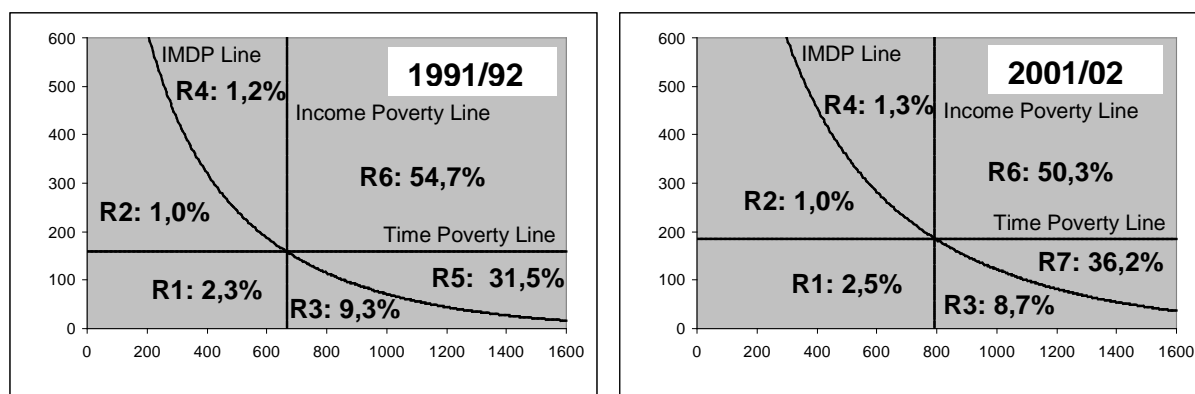 600
IMDP Line
1991/92
R4: 1,2%
500
Income Poverty Line
400
R6: 54,7%
300
R2: 1,0%
200
Time Poverty Line
R5: 31,5%
100
R1: 2,3%
R3: 9,3%
0
0 200 400 600 800 1000 1200 1400 1600
600
IMDP Line
2001/02
R4: 1,3%
500
Income Poverty Line
400
R6: 50,3%
300
R2: 1,0%
Time Poverty Line
200
R7: 36,2%
100
R1: 2,5%
R3: 8,7%
0
0 200 400 600 800 1000 1200 1400 1600